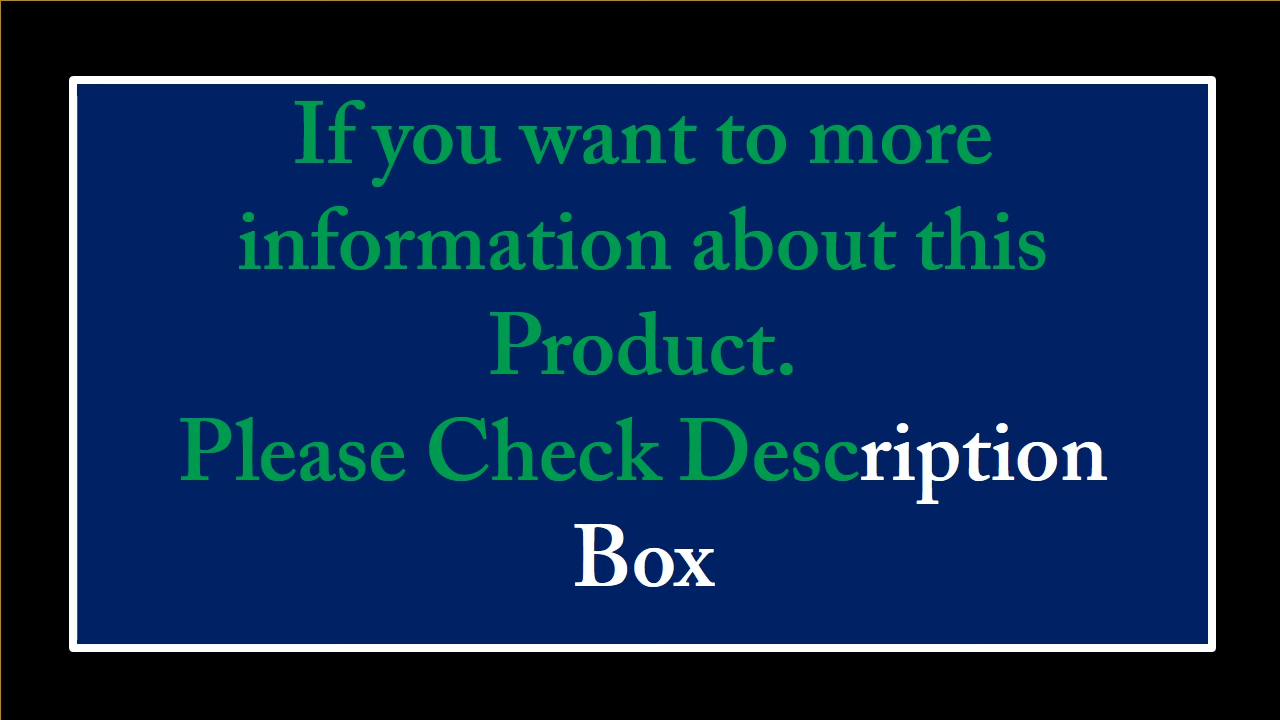 If you want to more
information about this
Product.
Please Check Description
Box